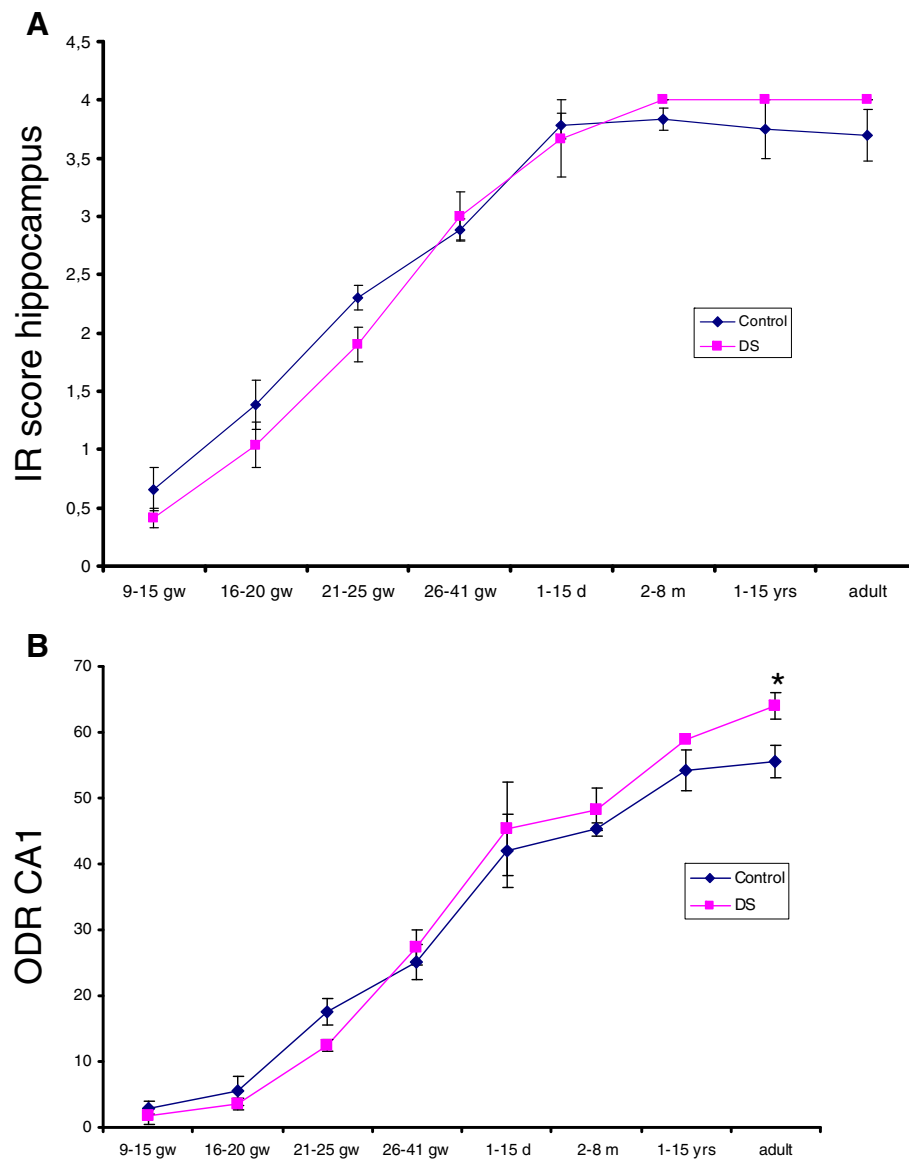 A
IR score hippocampus
4,5
4
3,5
3
2,5
2
1,5
1
0,5
0
Control
DS
9-15 gw 16-20 gw 21-25 gw 26-41 gw 1-15 d 2-8 m 1-15 yrs adult
B
ODR CA1
70
60
50
40
30
20
10
0
*
Control
DS
9-15 gw 16-20 gw 21-25 gw 26-41 gw 1-15 d 2-8 m 1-15 yrs adult